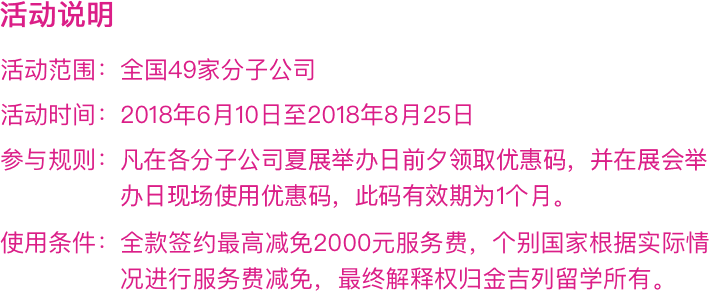 活动说明
活动范围：全国49家分子公司
活动时间：2018年6月10日至2018年8月25日
参与规则：凡在各分子公司夏展举办日前夕领取优惠码，并在展会举
办日现场使用优惠码，此码有效期为1个月。
使用条件：全款签约最高减免2000元服务费，个别国家根据实际情
况进行服务费减免，最终解释权归金吉列留学所有。